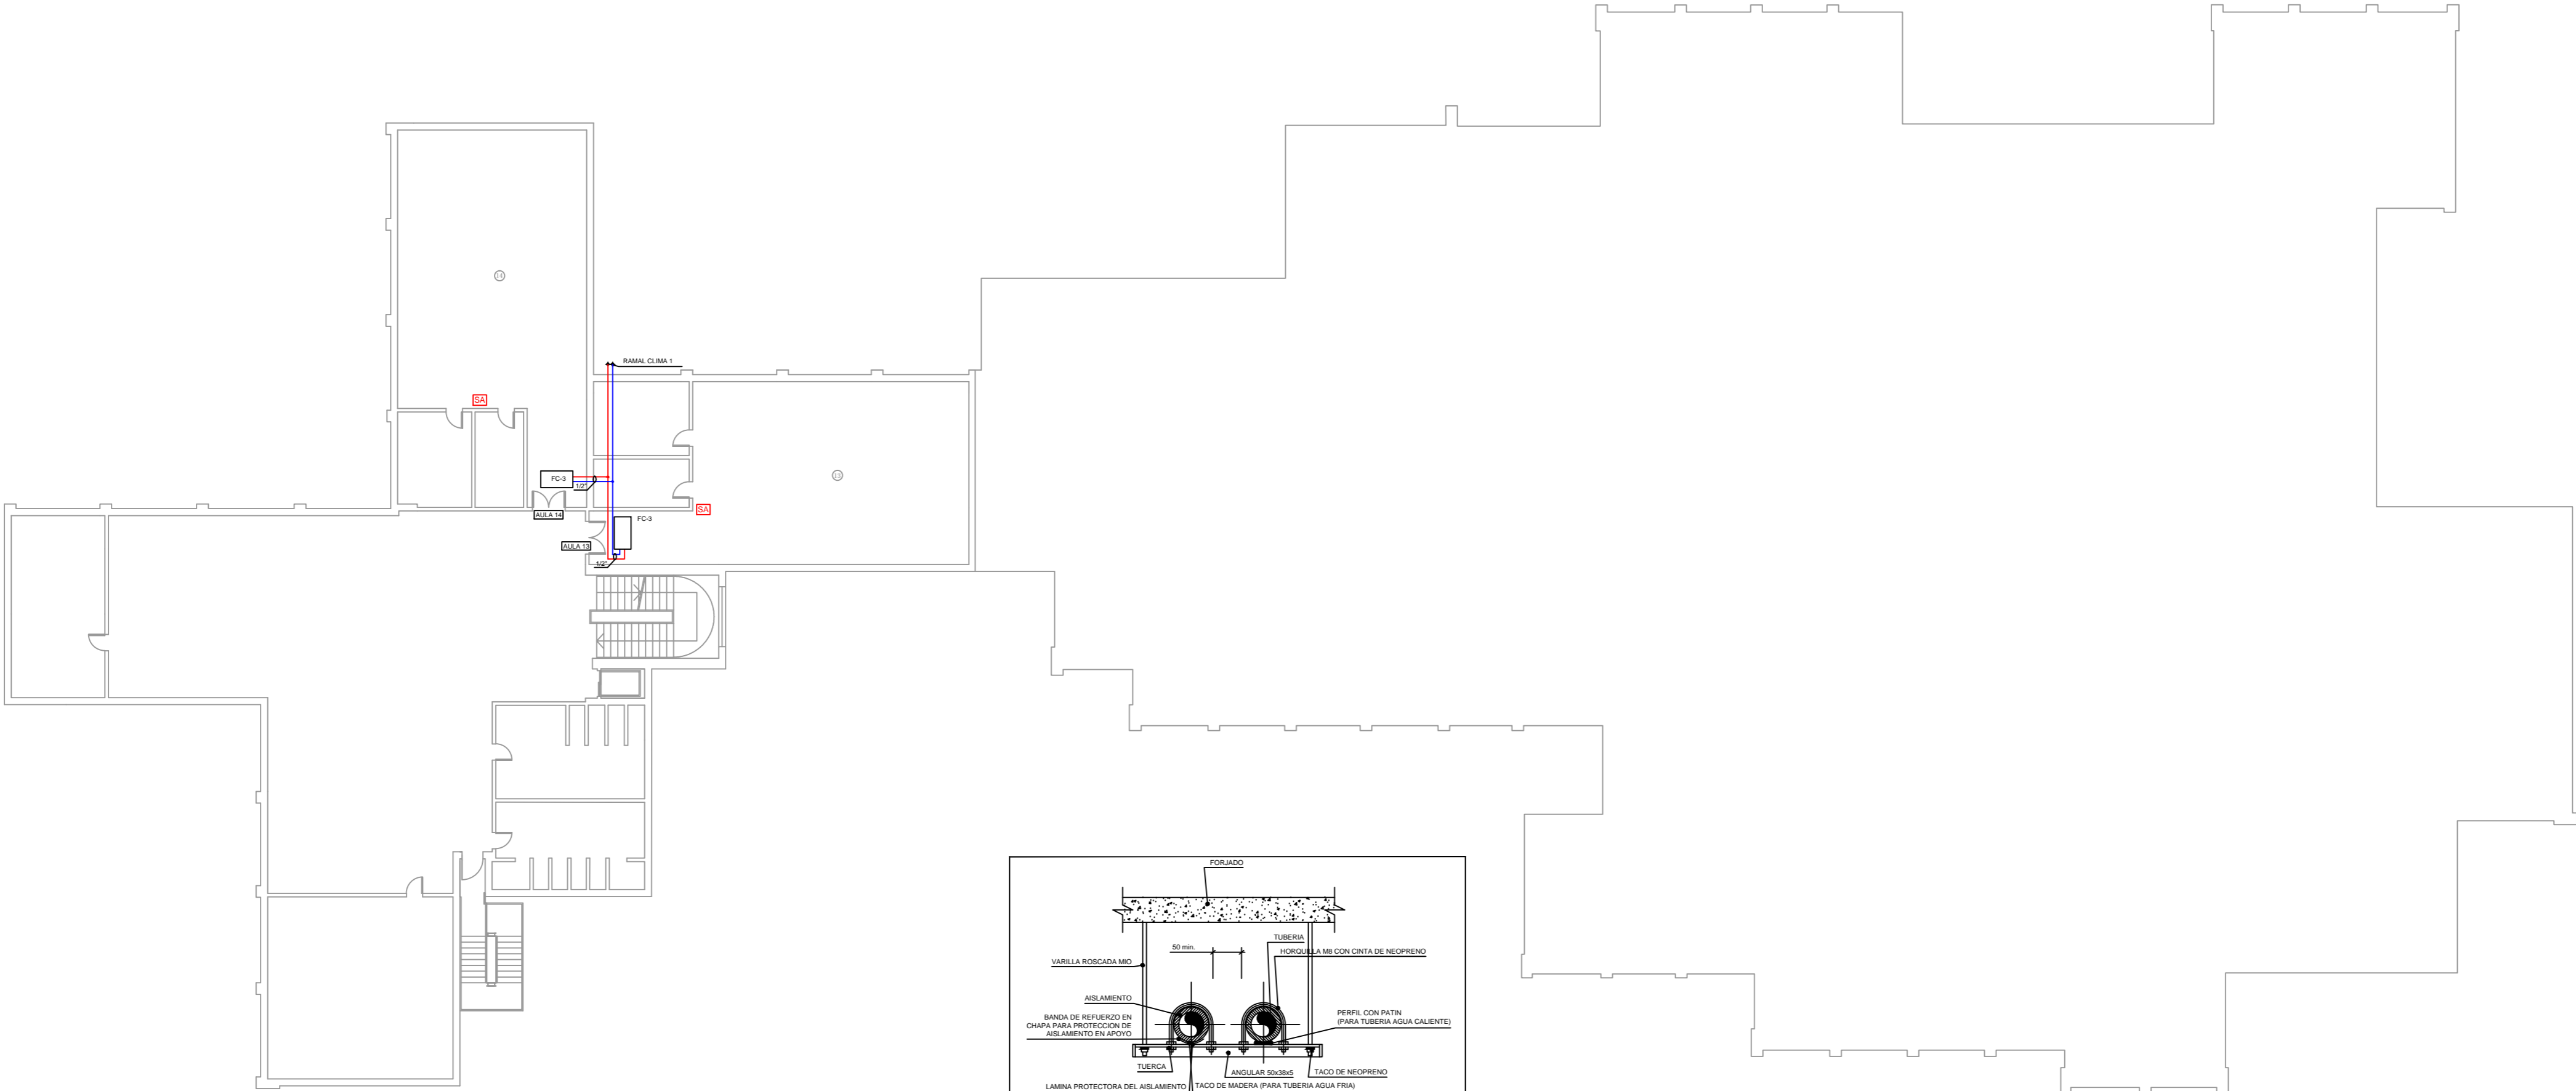 14
RAMAL CLIMA 1
SA
13
FC-3
1/2"
SA
AULA 14
FC-3
AULA 13
1/2"
FORJADO
TUBERIA
50 min.
HORQUILLA M8 CON CINTA DE NEOPRENO
VARILLA ROSCADA MIO
AISLAMIENTO
BANDA DE REFUERZO EN
CHAPA PARA PROTECCION DE
AISLAMIENTO EN APOYO
PERFIL CON PATIN
(PARA TUBERIA AGUA CALIENTE)
TUERCA
ANGULAR 50x38x5
TACO DE NEOPRENO
LAMINA PROTECTORA DEL AISLAMIENTO
TACO DE MADERA (PARA TUBERIA AGUA FRIA)